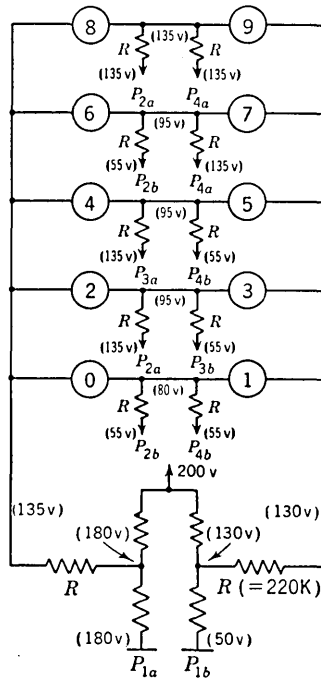 8 (135 v) 9
R R
(135 v) (135 v)
P2a P4a
6 (95 v) 7
R R
(55 v) (135 v)
P2b P4a
4 (95 v) 5
R R
(135 v) (55 v)
P3a P4b
2 (95 v) 3
R R
(135 v) (55 v)
P2a P3b
0 (80 v) 1
R R
(55 v) (55 v)
P2b P4b
200 v
(135 v) (130 v)
(180 v) (130 v)
R R (= 220K)
(180 v) (50 v)
P1a P1b